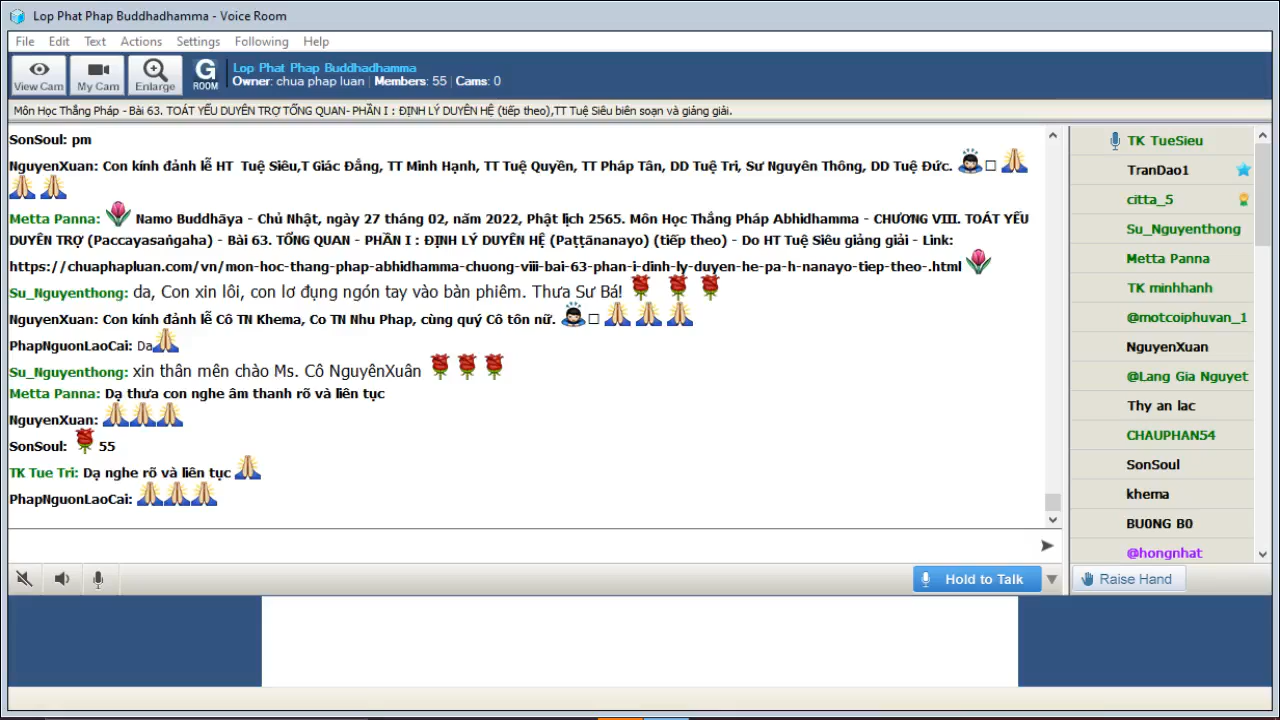 Lop Phat Phap Buddhadhamma - Voice Room
File Edit Text Actions Settings Following Help
View Cam
My Cam
Enlarge
G ROOM
Lop Phat Phap Buddhadhamma
Owner: chua phap luan | Members: 55 | Cams: 0
Môn Học Thắng Pháp - Bài 63. TOÁT YẾU DUYÊN TRỢ TỔNG QUAN- PHẦN I : ĐỊNH LÝ DUYÊN HỆ (tiếp theo),TT Tuệ Siêu biên soạn và giảng giải.
SonSoul: pm
NguyenXuan: Con kính đảnh lễ HT Tuệ Siêu,T Giác Đẳng, TT Minh Hạnh, TT Tuệ Quyền, TT Pháp Tân, DD Tuệ Tri, Sư Nguyên Thông, DD Tuệ Đức.
Metta Panna: Namo Buddhāya - Chủ Nhật, ngày 27 tháng 02, năm 2022, Phật lịch 2565. Môn Học Thắng Pháp Abhidhamma - CHƯƠNG VIII. TOÁT YẾU
DUYÊN TRỢ (Paccayasaṅgaha) - Bài 63. TỔNG QUAN - PHẦN I : ĐỊNH LÝ DUYÊN HỆ (Paṭṭānanayo) (tiếp theo) - Do HT Tuệ Siêu giảng giải - Link:
https://chuaphapluan.com/vn/mon-hoc-thang-phap-abhidhamma-chuong-viii-bai-63-phan-i-dinh-ly-duyen-he-pa-h-nanayo-tiep-theo-.html
Su_Nguyenthong: da, Con xin lôi, con lơ đụng ngón tay vào bàn phiêm. Thưa Sư Bá!
NguyenXuan: Con kính đảnh lễ Cô TN Khema, Co TN Nhu Phap, cùng quý Cô tôn nữ.
PhapNguonLaoCai: Da
Su_Nguyenthong: xin thân mên chào Ms. Cô NguyênXuân
Metta Panna: Dạ thưa con nghe âm thanh rõ và liên tục
NguyenXuan:
SonSoul: 55
TK Tue Tri: Dạ nghe rõ và liên tục
PhapNguonLaoCai:
Hold to Talk
TK TueSieu
TranDao1
citta_5
Su_Nguyenthong
Metta Panna
TK minhhanh
@motcoiphuvan_1
NguyenXuan
@Lang Gia Nguyet
Thy an lac
CHAUPHAN54
SonSoul
khema
BU0NG B0
@hongnhat
Raise Hand